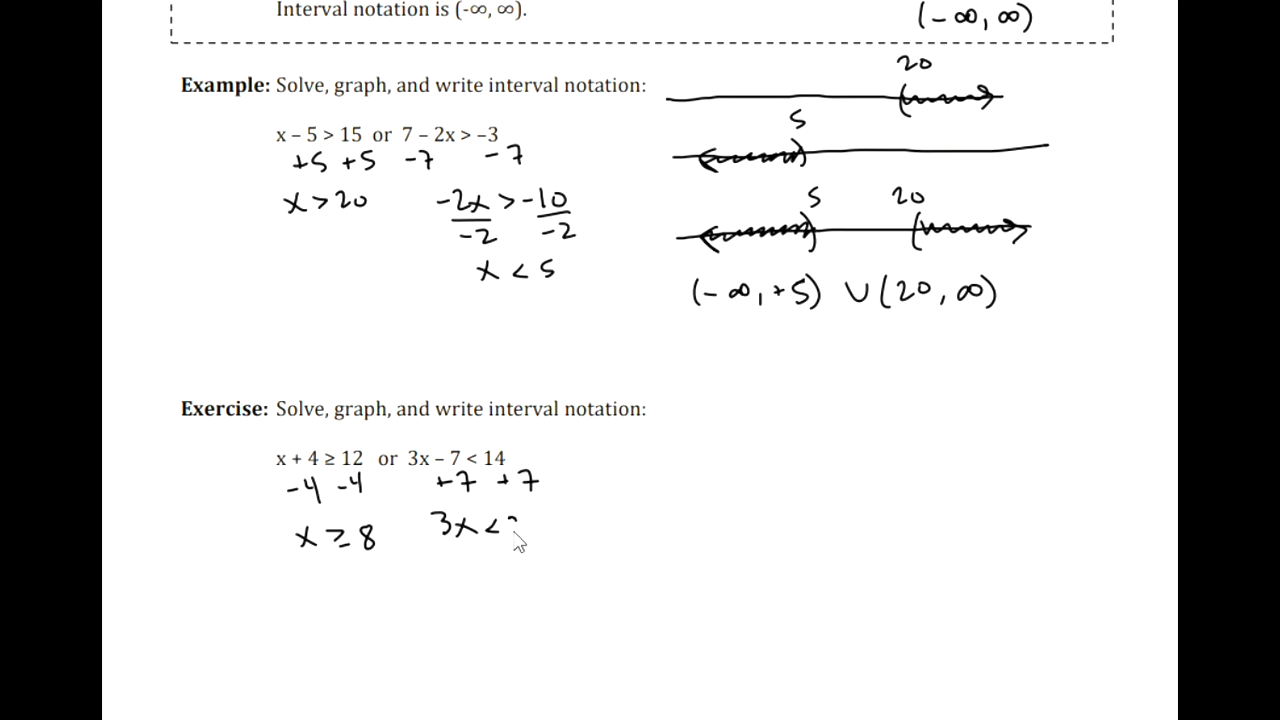 Interval notation is (-∞, ∞).
(-∞, ∞)
Example: Solve, graph, and write interval notation:
20
x – 5 > 15 or 7 – 2x > –3
5
+5 +5 -7 -7
x > 20 -2x > -10
-2 -2
5 20
x < 5
(-∞, +5) ∪ (20, ∞)
Exercise: Solve, graph, and write interval notation:
x + 4 ≥ 12 or 3x – 7 < 14
-4 -4 +7 +7
x ≥ 8 3x <